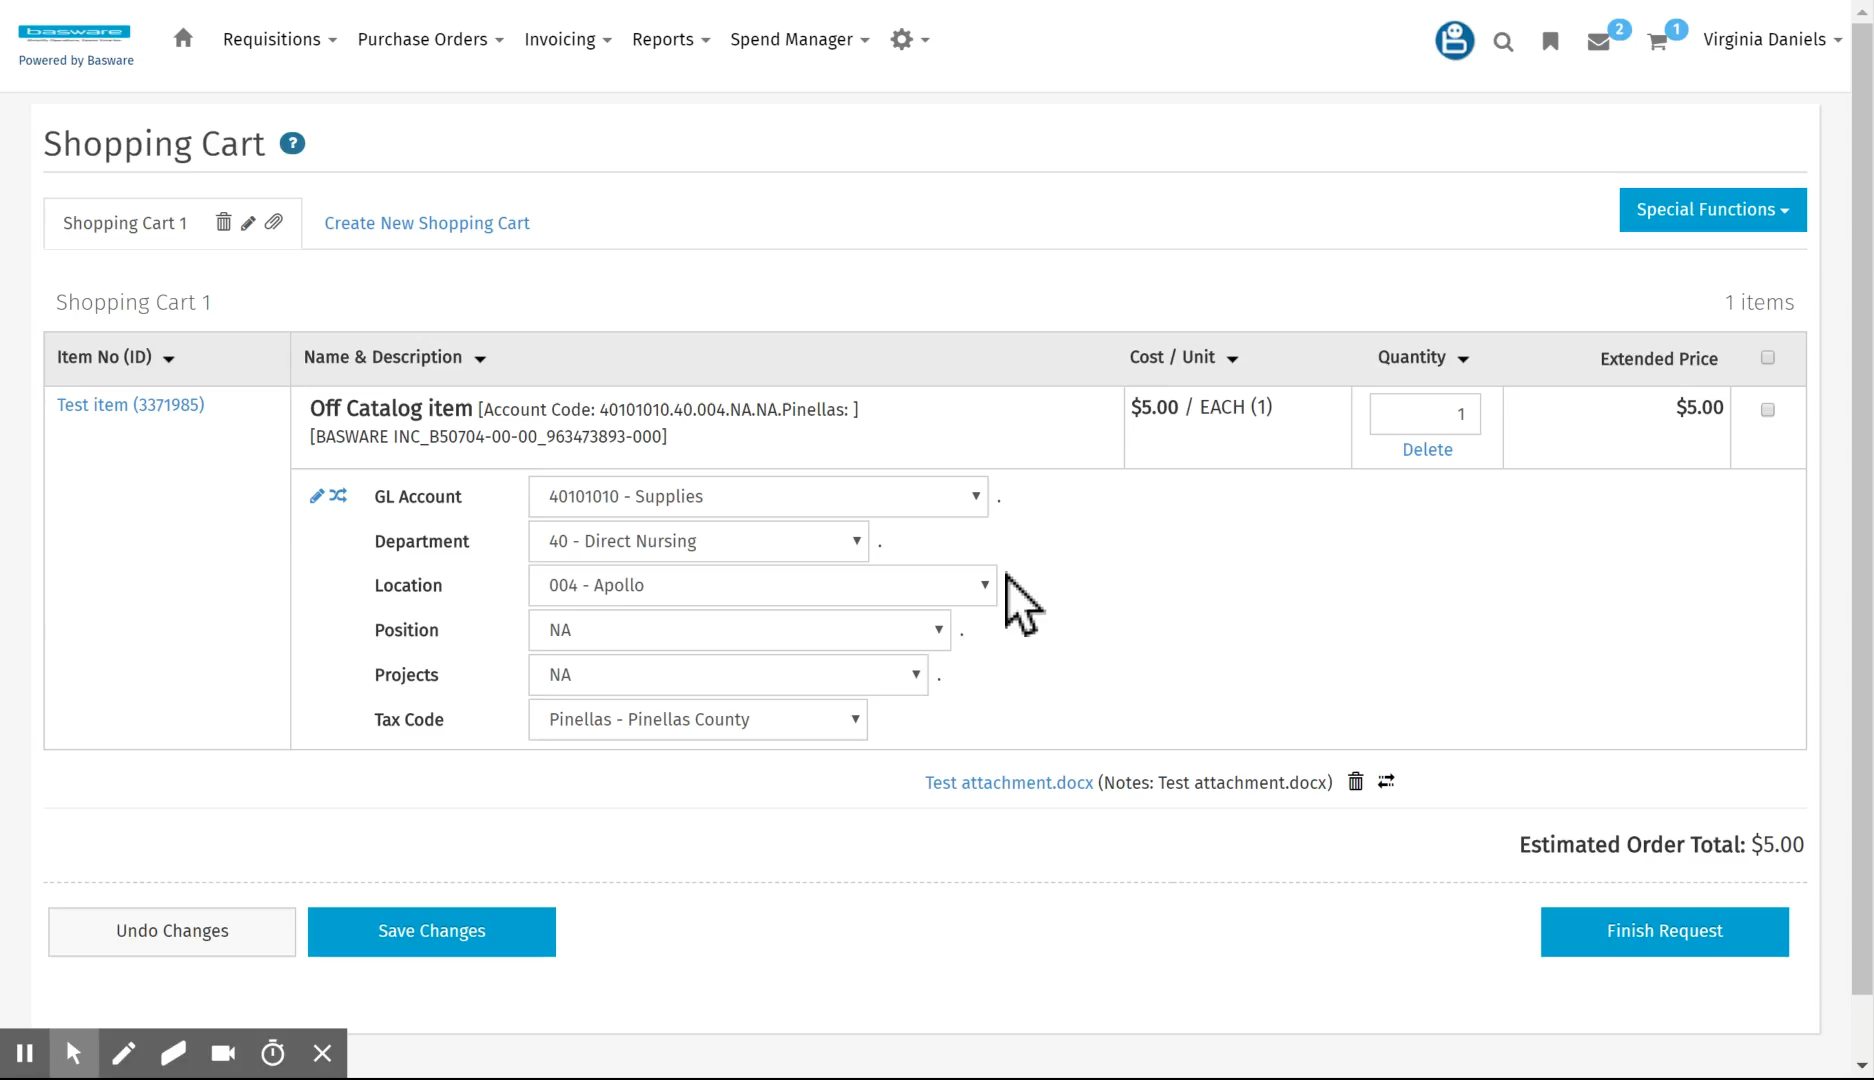 basware
Powered by Basware
Requisitions
Purchase Orders
Invoicing
Reports
Spend Manager
2
1
Virginia Daniels
Shopping Cart ?
Shopping Cart 1
Create New Shopping Cart
Special Functions
Shopping Cart 1
1 items
Item No (ID)
Name & Description
Cost / Unit
Quantity
Extended Price
Test item (3371985)
Off Catalog item [Account Code: 40101010.40.004.NA.NA.Pinellas: ]
[BASWARE INC_B50704-00-00_963473893-000]
$5.00 / EACH (1)
1
Delete
$5.00
GL Account 40101010 - Supplies .
Department 40 - Direct Nursing .
Location 004 - Apollo
Position NA .
Projects NA .
Tax Code Pinellas - Pinellas County
Test attachment.docx (Notes: Test attachment.docx)
Estimated Order Total: $5.00
Undo Changes
Save Changes
Finish Request